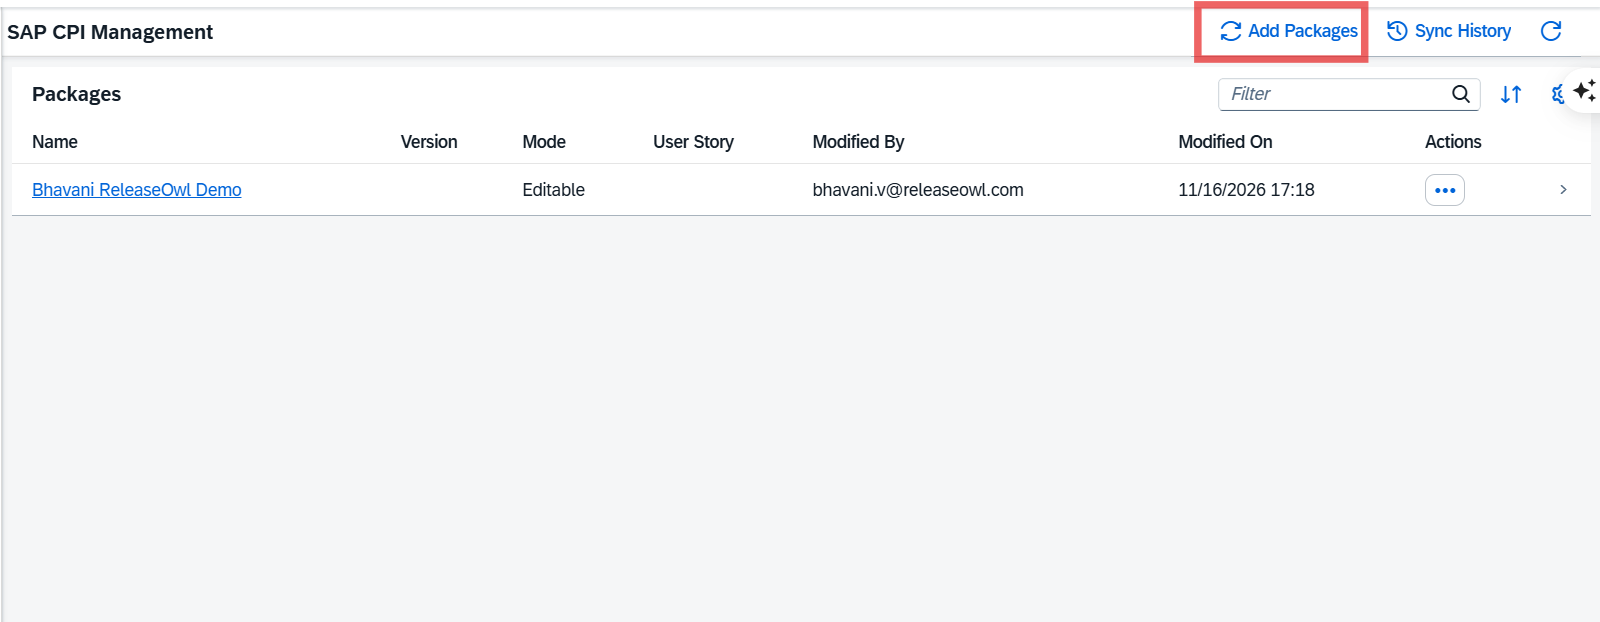 SAP CPI Management
Add Packages
Sync History
Packages
Filter
Name Version Mode User Story Modified By Modified On Actions
Bhavani ReleaseOwl Demo Editable bhavani.v@releaseowl.com 11/16/2026 17:18